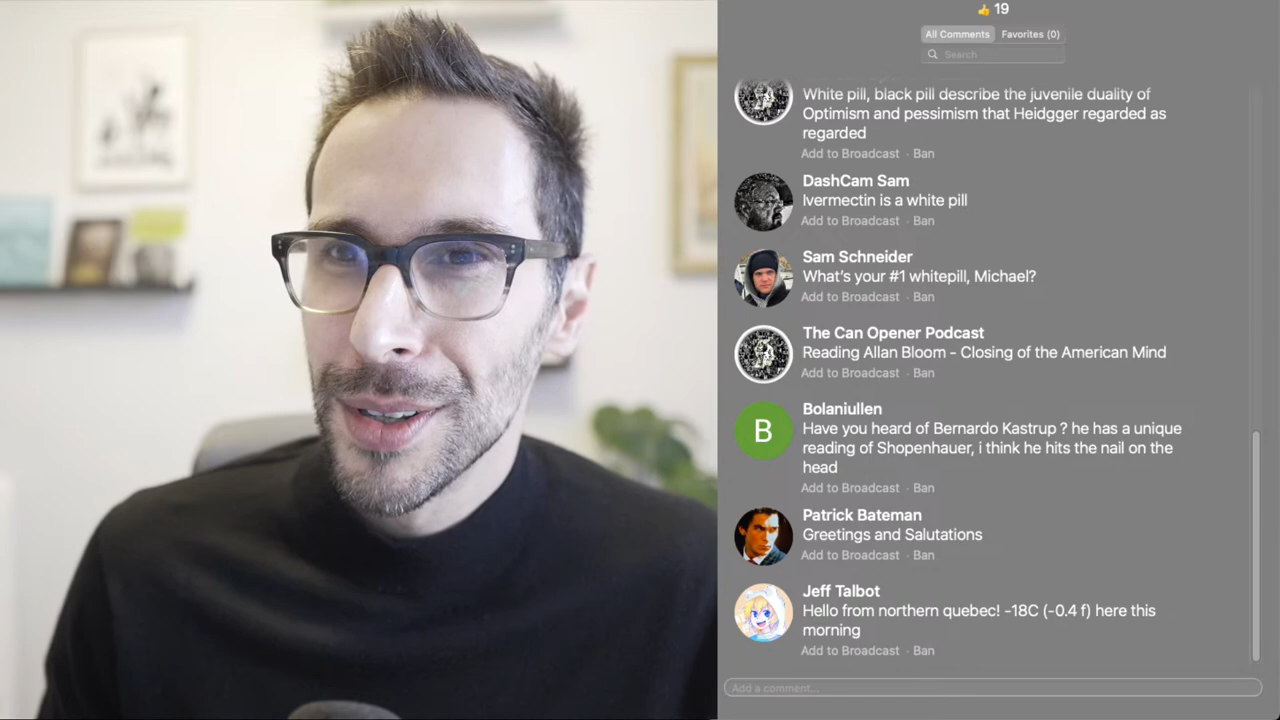 👍 19
All Comments Favorites (0)
Search
White pill, black pill describe the juvenile duality of
Optimism and pessimism that Heidgger regarded as
regarded
Add to Broadcast · Ban
DashCam Sam
Ivermectin is a white pill
Add to Broadcast · Ban
Sam Schneider
What's your #1 whitepill, Michael?
Add to Broadcast · Ban
The Can Opener Podcast
Reading Allan Bloom - Closing of the American Mind
Add to Broadcast · Ban
B
Bolaniullen
Have you heard of Bernardo Kastrup ? he has a unique
reading of Shopenhauer, i think he hits the nail on the
head
Add to Broadcast · Ban
Patrick Bateman
Greetings and Salutations
Add to Broadcast · Ban
Jeff Talbot
Hello from northern quebec! -18C (-0.4 f) here this
morning
Add to Broadcast · Ban
Add a comment...